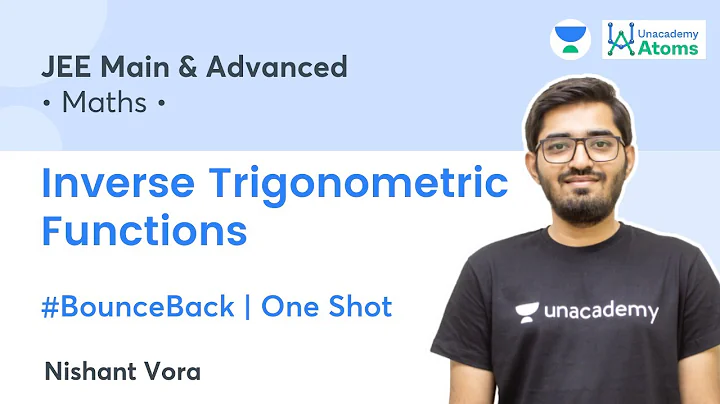 Unacademy
Atoms
JEE Main & Advanced
• Maths •
Inverse Trigonometric
Functions
#BounceBack | One Shot
unacademy
Nishant Vora